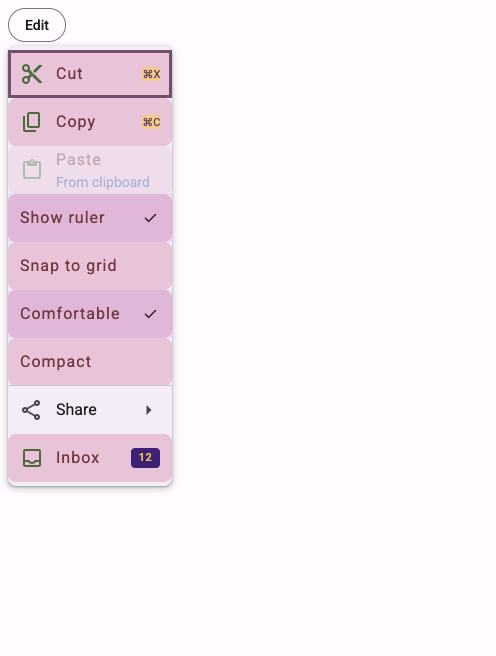 Edit
Cut ⌘X
Copy ⌘C
Paste
From clipboard
Show ruler
Snap to grid
Comfortable
Compact
Share
Inbox 12